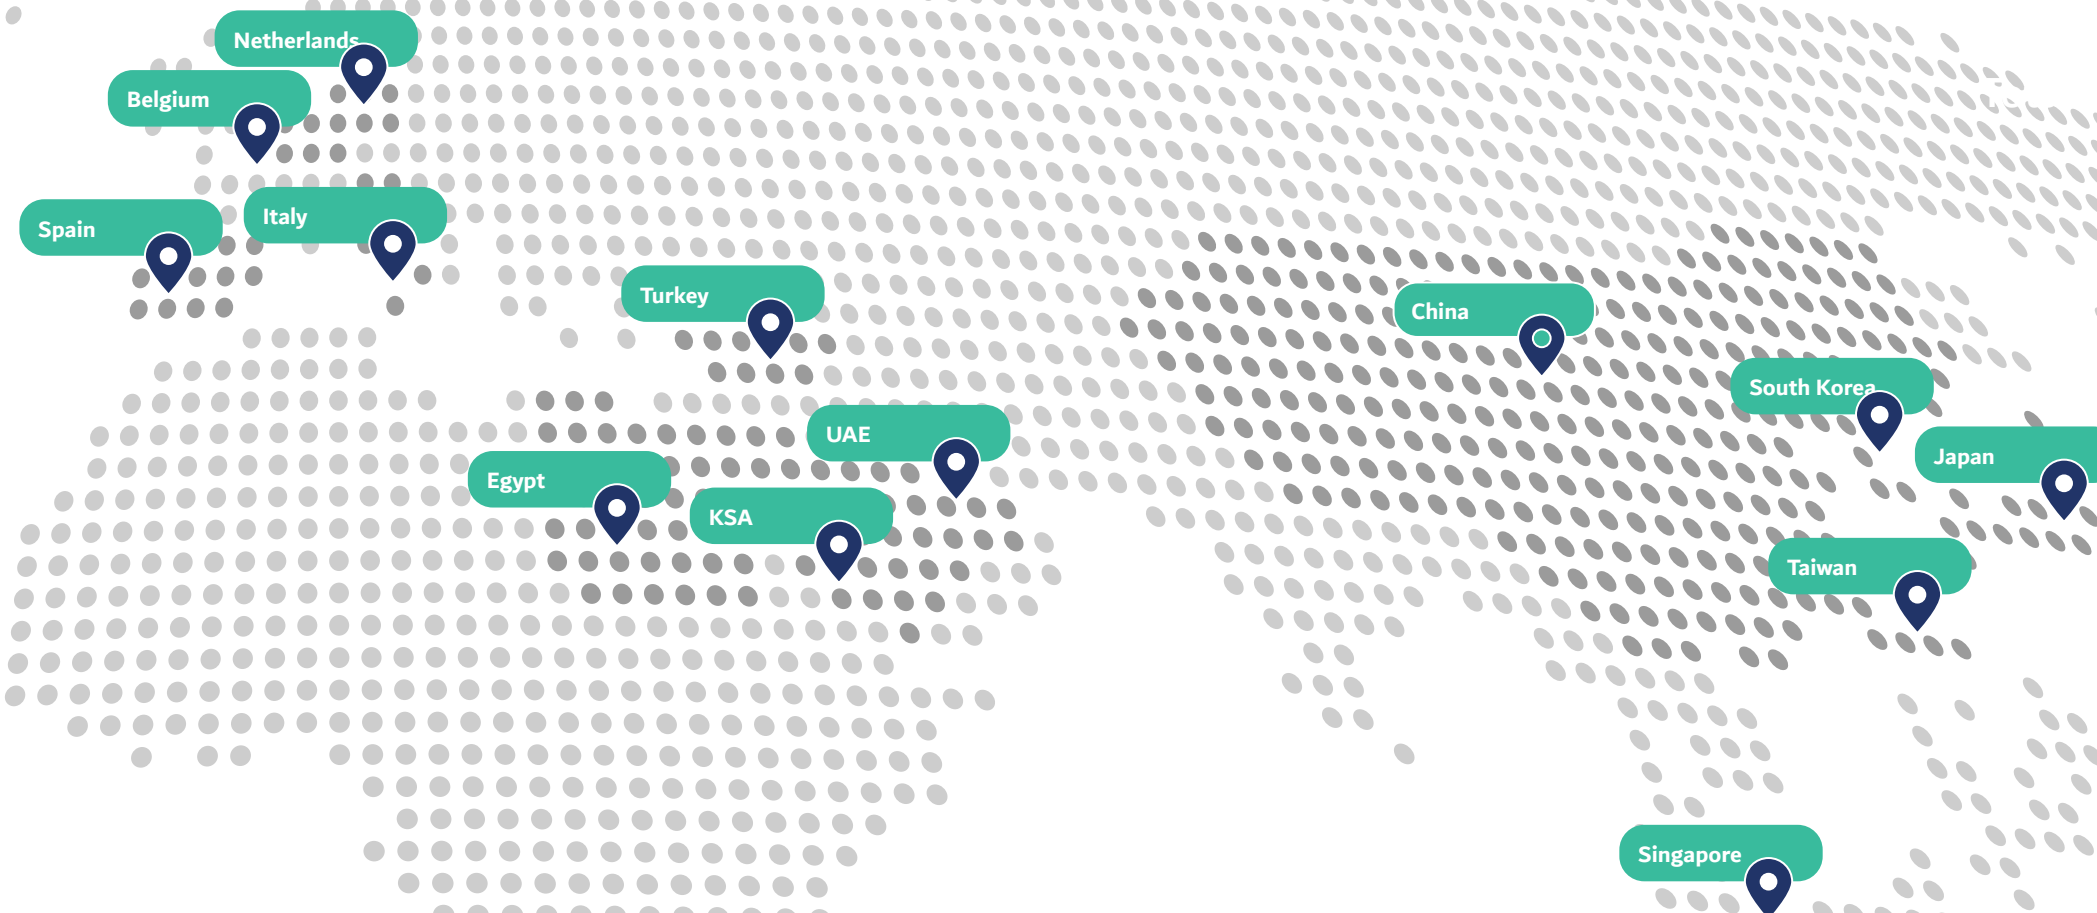 Netherlands
Belgium
Spain
Italy
Turkey
China
South Korea
UAE
Japan
Egypt
KSA
Taiwan
Singapore